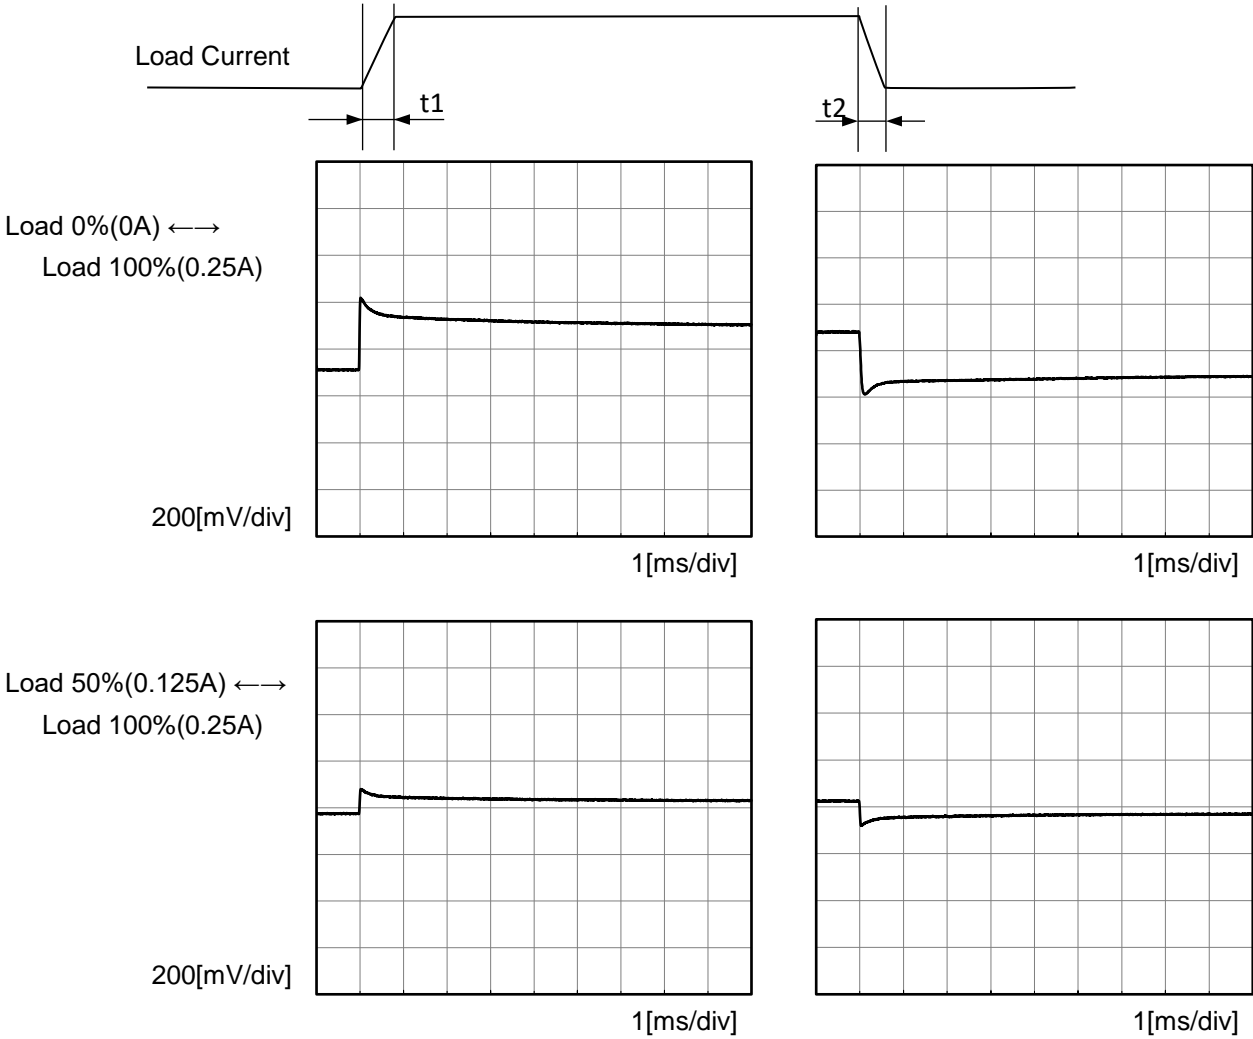 Load Current
t1
t2
Load 0%(0A) ←→
Load 100%(0.25A)
200[mV/div]
1[ms/div]
1[ms/div]
Load 50%(0.125A) ←→
Load 100%(0.25A)
200[mV/div]
1[ms/div]
1[ms/div]